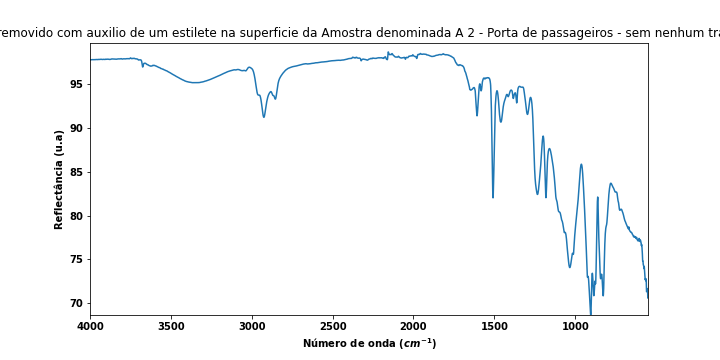 removido com auxilio de um estilete na superficie da Amostra denominada A 2 - Porta de passageiros - sem nenhum tra
95
90
85
80
75
70
Reflectância (u.a)
4000 3500 3000 2500 2000 1500 1000
Número de onda (cm⁻¹)